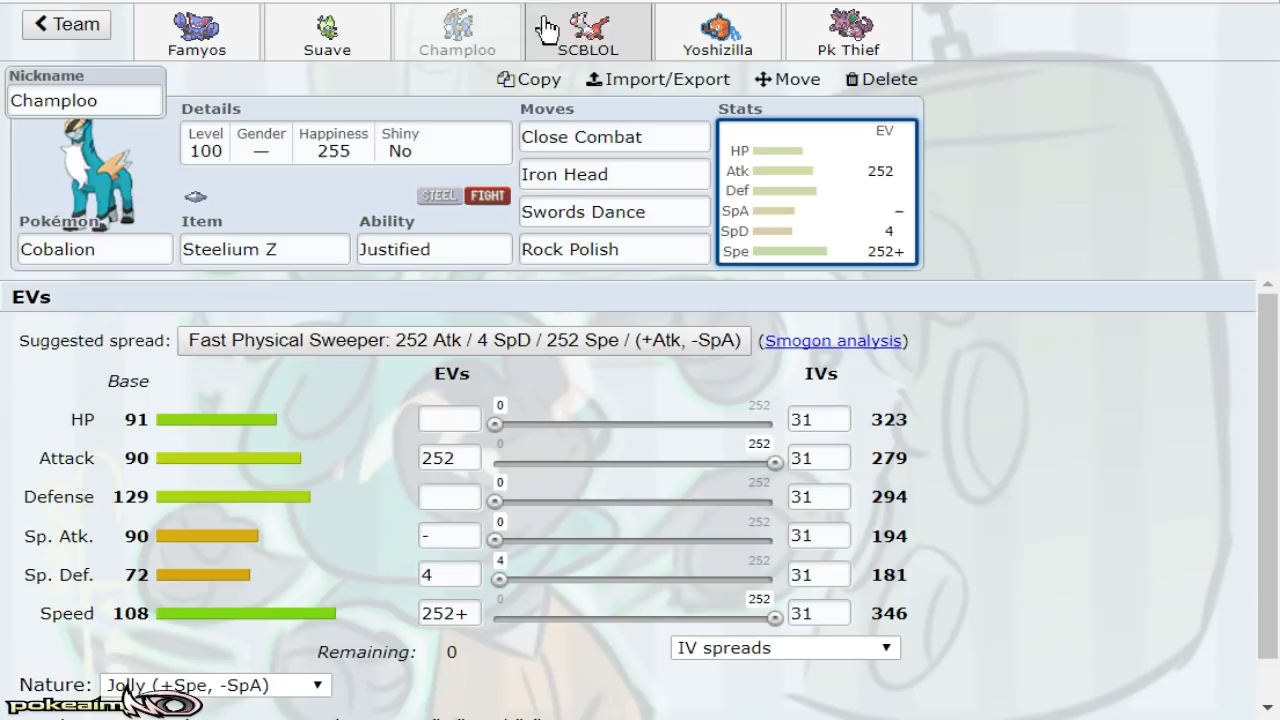 Team
Famyos
Suave
Champloo
SCBLOL
Yoshizilla
Pk Thief
Copy
Import/Export
Move
Delete
Nickname
Champloo
Details
Level
100
Gender
—
Happiness
255
Shiny
No
STEEL FIGHT
Pokémon
Cobalion
Item
Steelium Z
Ability
Justified
Moves
Close Combat
Iron Head
Swords Dance
Rock Polish
Stats
EV
HP
Atk 252
Def
SpA –
SpD 4
Spe 252+
EVs
Suggested spread: Fast Physical Sweeper: 252 Atk / 4 SpD / 252 Spe / (+Atk, -SpA) (Smogon analysis)
Base EVs IVs
HP 91 0 252 31 323
Attack 90 252 0 252 31 279
Defense 129 0 252 31 294
Sp. Atk. 90 - 0 252 31 194
Sp. Def. 72 4 4 252 31 181
Speed 108 252+ 0 252 31 346
Remaining: 0
IV spreads
Nature: Jolly (+Spe, -SpA)
pokeaimMD